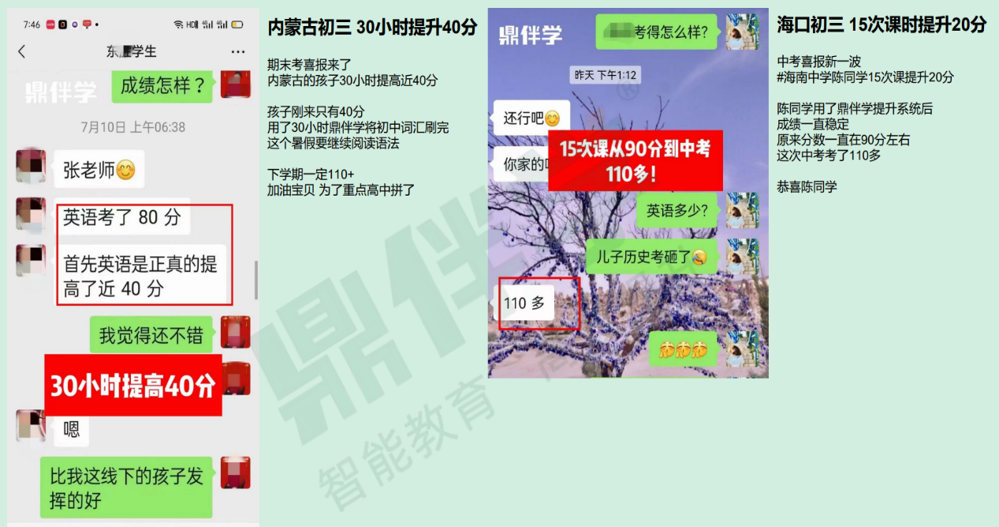 7:46
HD 4G 4G
东 学生
...
鼎伴学
成绩怎样？
7月10日 上午06:38
张老师
英语考了 80 分
首先英语是正真的提
高了近 40 分
我觉得还不错
30小时提高40分
嗯
比我这线下的孩子发
挥的好
内蒙古初三 30小时提升40分
期末考喜报来了
内蒙古的孩子30小时提高近40分
孩子刚来只有40分
用了30小时鼎伴学将初中词汇刷完
这个暑假要继续阅读语法
下学期一定110+
加油宝贝 为了重点高中拼了
鼎伴学
智能教育
鼎伴学
考得怎么样?
昨天 下午1:12
还行吧
你家的
15次课从90分到中考
110多!
英语多少?
儿子历史考砸了
110 多
海口初三 15次课时提升20分
中考喜报新一波
#海南中学陈同学15次课提升20分
陈同学用了鼎伴学提升系统后
成绩一直稳定
原来分数一直在90分左右
这次中考考了110多
恭喜陈同学